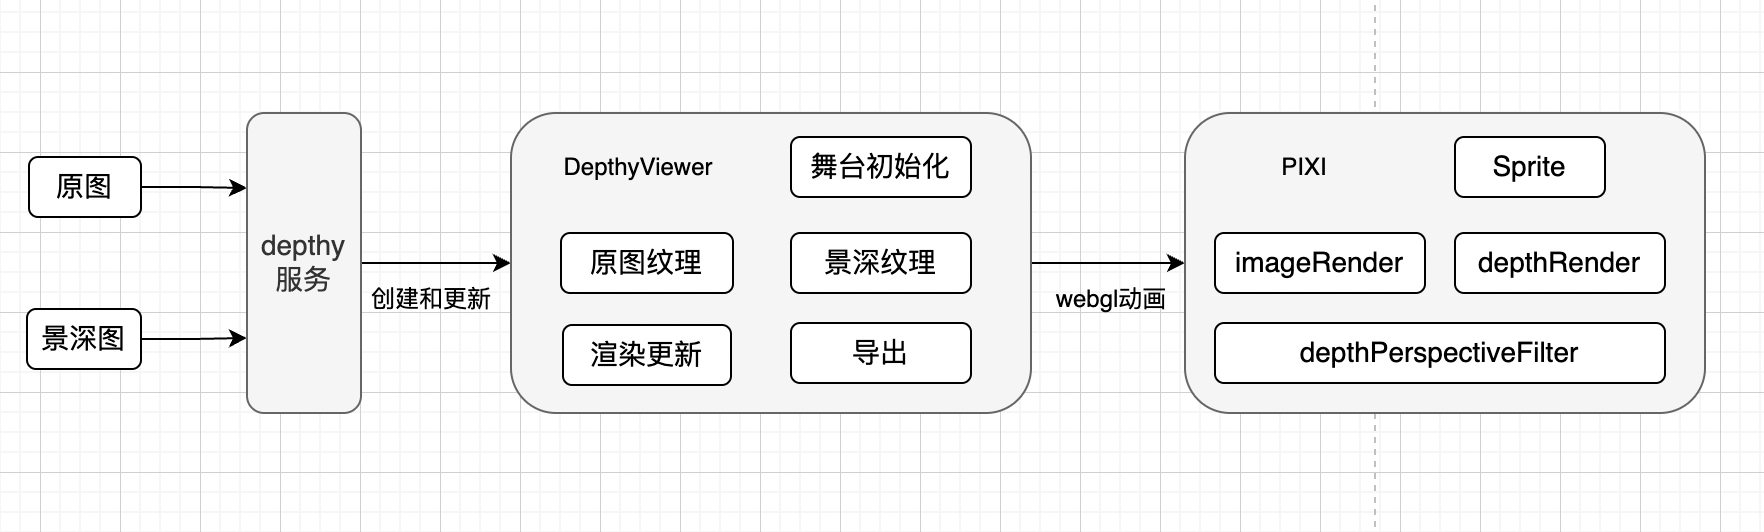 原图
景深图
depthy
服务
创建和更新
DepthyViewer
舞台初始化
原图纹理
景深纹理
渲染更新
导出
webgl动画
PIXI
Sprite
imageRender
depthRender
depthPerspectiveFilter